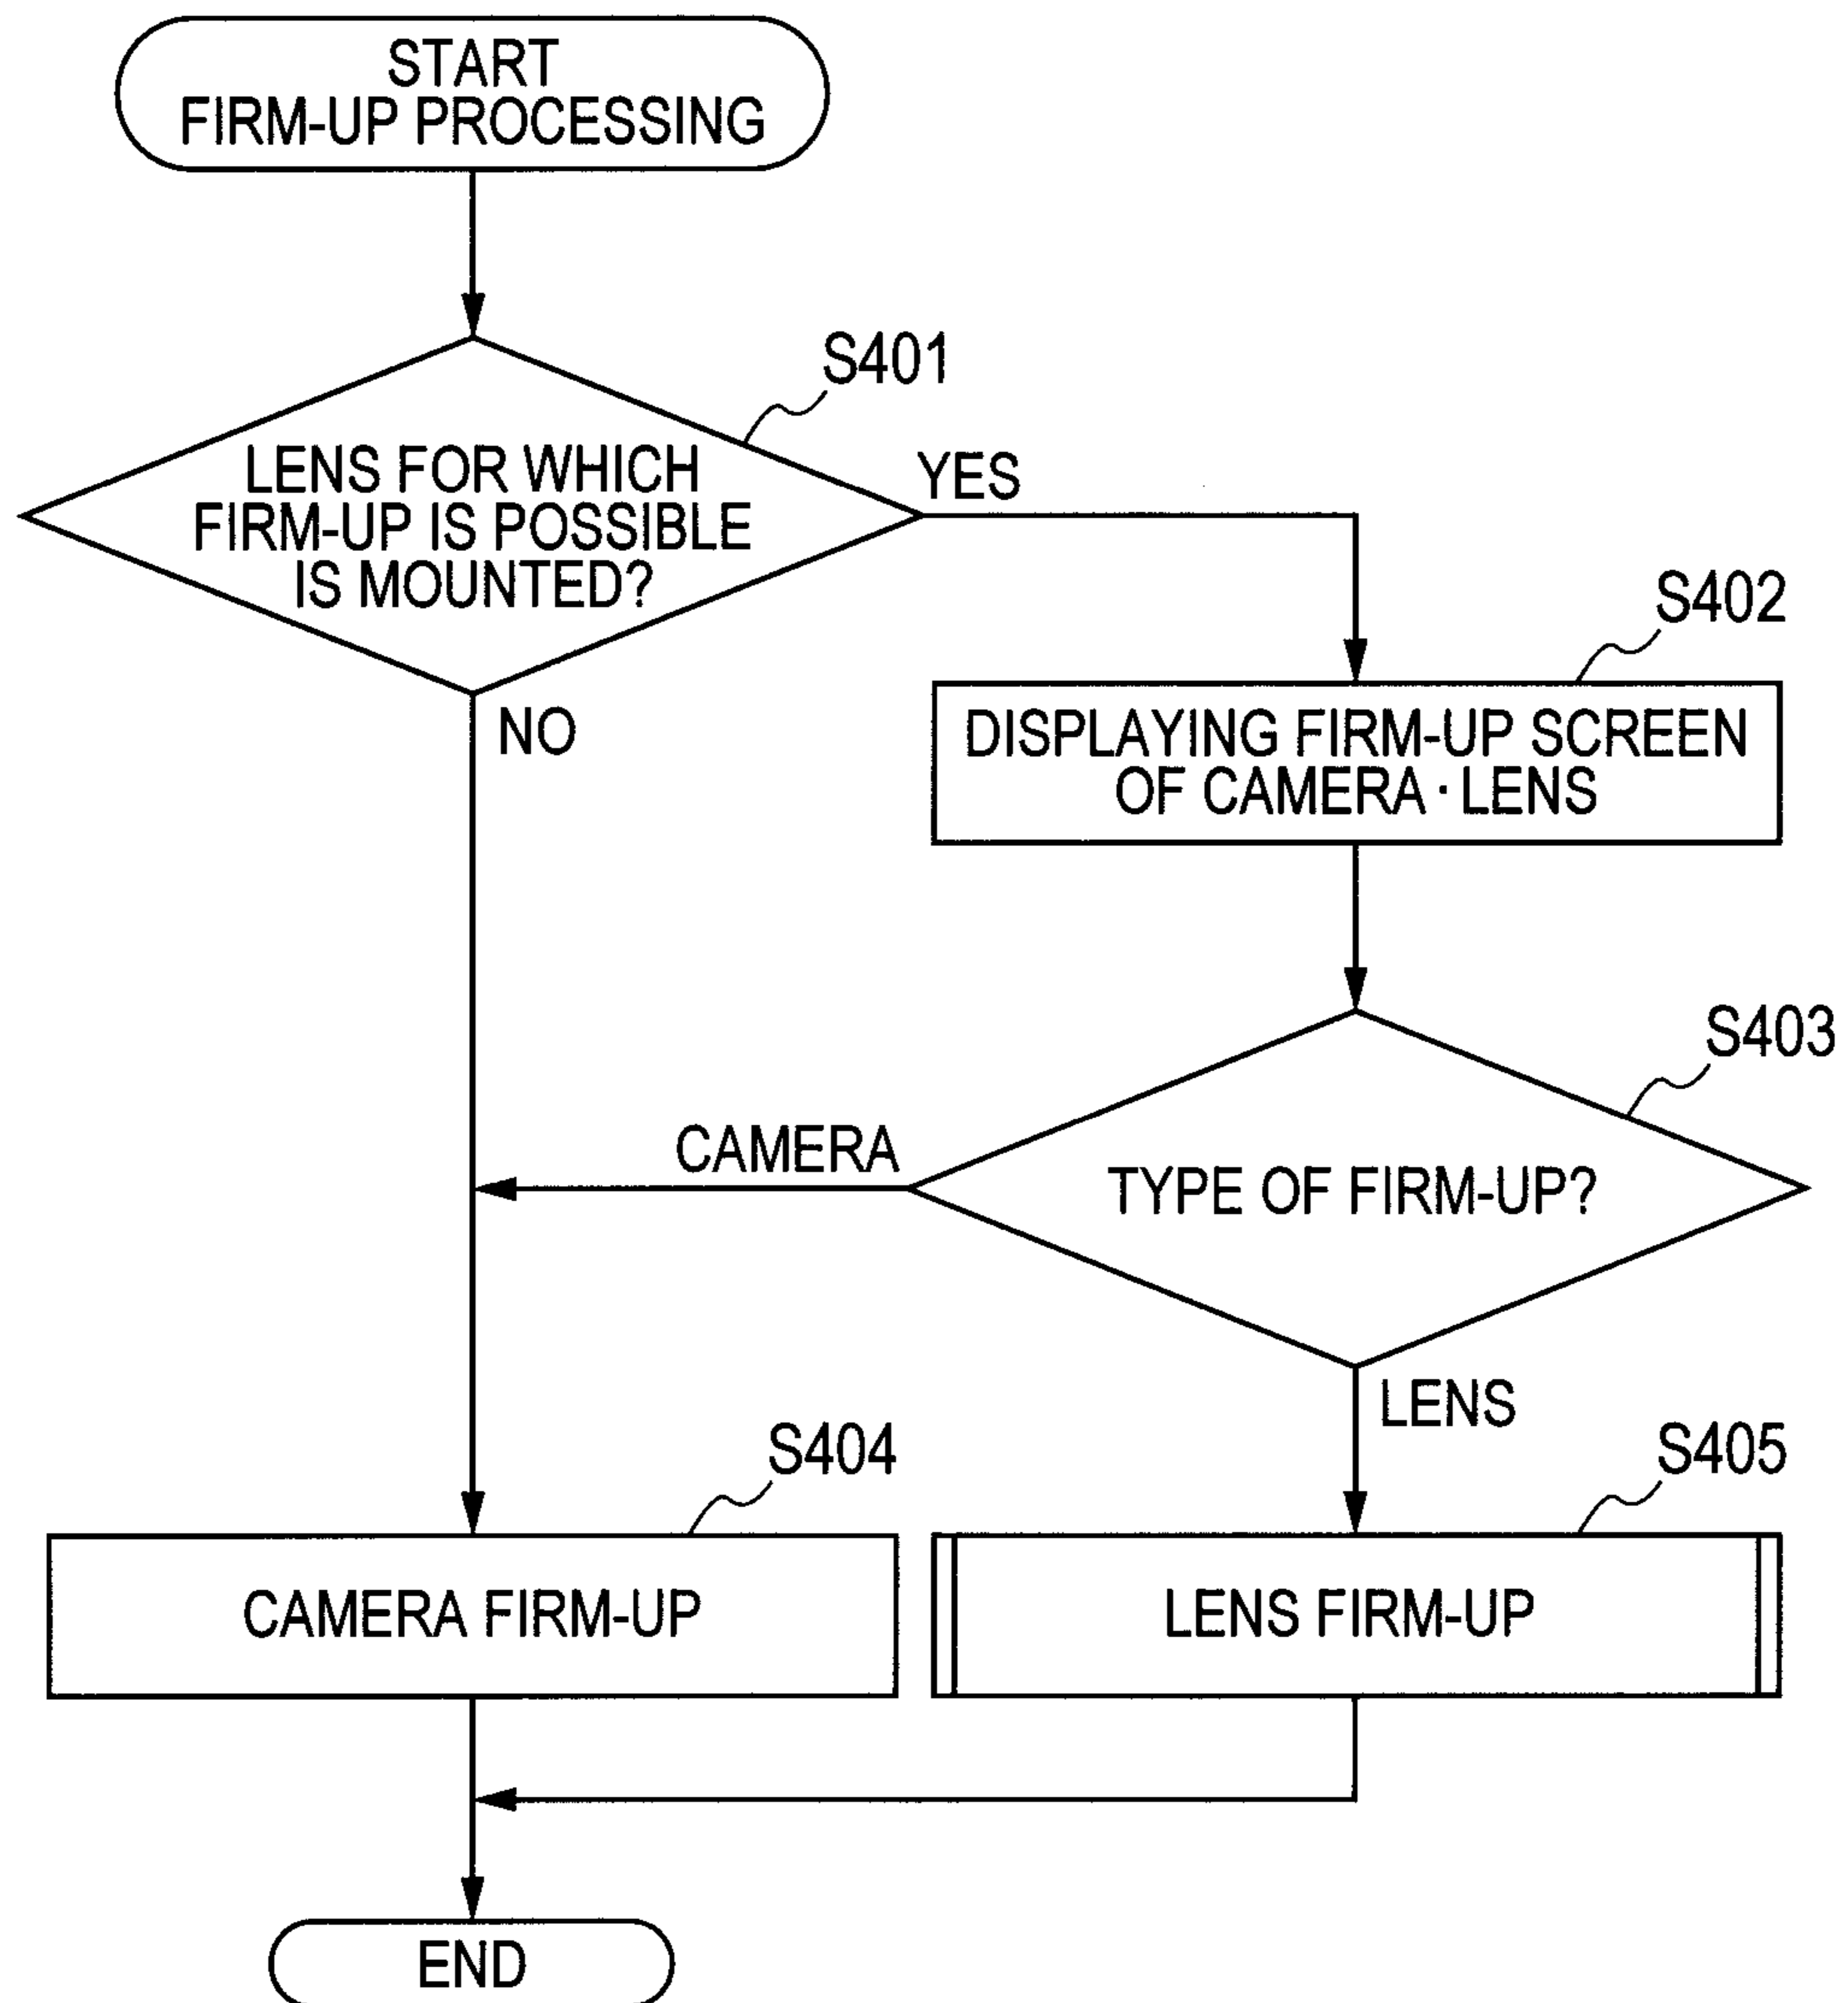 START
FIRM-UP PROCESSING
S401
LENS FOR WHICH
FIRM-UP IS POSSIBLE
IS MOUNTED?
YES
NO
S402
DISPLAYING FIRM-UP SCREEN
OF CAMERA · LENS
S403
CAMERA
TYPE OF FIRM-UP?
LENS
S404
S405
CAMERA FIRM-UP
LENS FIRM-UP
END